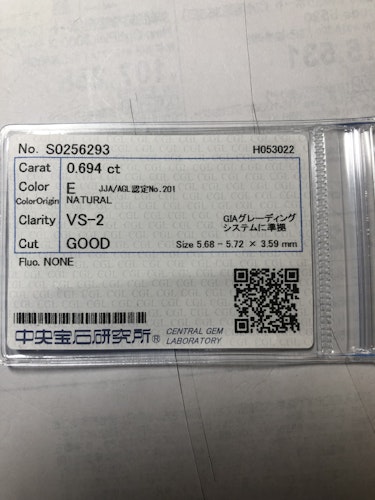 No. S0256293 H053022
Carat 0.694 ct
Color E JJA/AGL 認定No.201
ColorOrigin NATURAL
Clarity VS-2 GIAグレーディング
システムに準拠
Cut GOOD Size 5.68 - 5.72 × 3.59 mm
Fluo. NONE
中央宝石研究所® CENTRAL GEM
LABORATORY